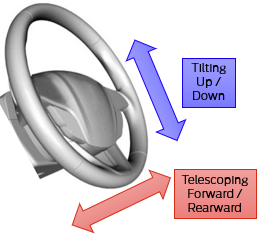 Tilting
Up /
Down
Telescoping
Forward /
Rearward